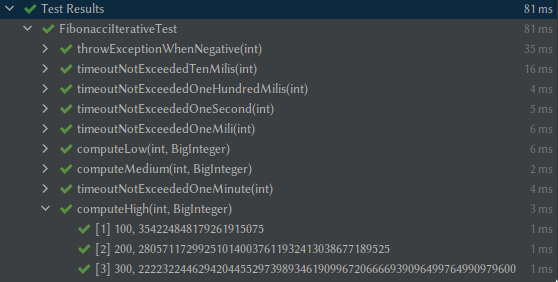 Test Results 81 ms
FibonacciIterativeTest 81 ms
throwExceptionWhenNegative(int) 35 ms
timeoutNotExceededTenMilis(int) 16 ms
timeoutNotExceededOneHundredMilis(int) 4 ms
timeoutNotExceededOneSecond(int) 5 ms
timeoutNotExceededOneMili(int) 6 ms
computeLow(int, BigInteger) 6 ms
computeMedium(int, BigInteger) 2 ms
timeoutNotExceededOneMinute(int) 4 ms
computeHigh(int, BigInteger) 3 ms
[1] 100, 354224848179261915075 1 ms
[2] 200, 280571172992510140037611932413038677189525 1 ms
[3] 300, 222232244629420445529739893461909967206666939096499764990979600 1 ms